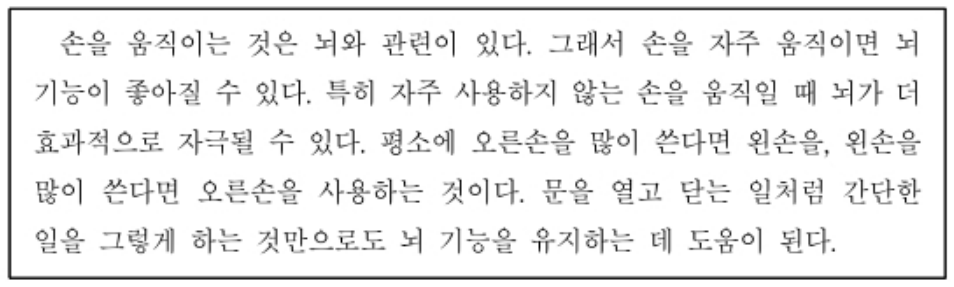 손을 움직이는 것은 뇌와 관련이 있다. 그래서 손을 자주 움직이면 뇌
기능이 좋아질 수 있다. 특히 자주 사용하지 않는 손을 움직일 때 뇌가 더
효과적으로 자극될 수 있다. 평소에 오른손을 많이 쓴다면 왼손을, 왼손을
많이 쓴다면 오른손을 사용하는 것이다. 문을 열고 닫는 일처럼 간단한
일을 그렇게 하는 것만으로도 뇌 기능을 유지하는 데 도움이 된다.